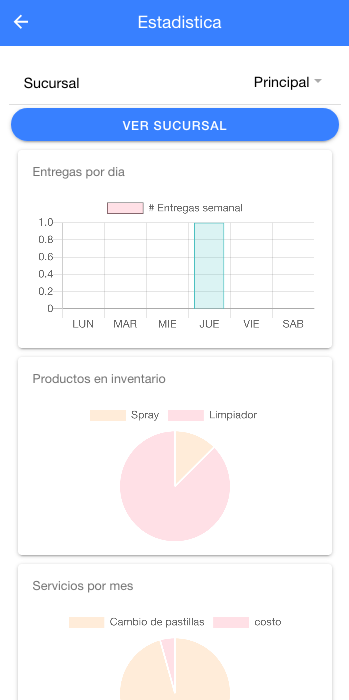 Estadistica
Sucursal
Principal
VER SUCURSAL
Entregas por dia
# Entregas semanal
1.0
0.8
0.6
0.4
0.2
0
LUN MAR MIE JUE VIE SAB
Productos en inventario
Spray Limpiador
Servicios por mes
Cambio de pastillas costo